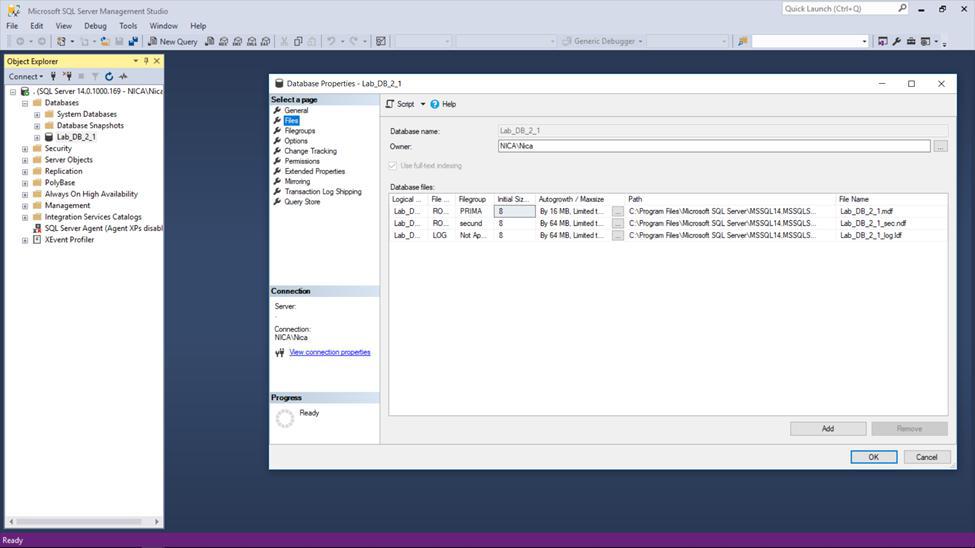 Microsoft SQL Server Management Studio
Quick Launch (Ctrl+Q)
File Edit View Debug Tools Window Help
New Query
Generic Debugger
Object Explorer
Connect
. (SQL Server 14.0.1000.169 - NICA\Nica
Databases
System Databases
Database Snapshots
Lab_DB_2_1
Security
Server Objects
Replication
PolyBase
Always On High Availability
Management
Integration Services Catalogs
SQL Server Agent (Agent XPs disabl
XEvent Profiler
Database Properties - Lab_DB_2_1
Select a page
General
Files
Filegroups
Options
Change Tracking
Permissions
Extended Properties
Mirroring
Transaction Log Shipping
Query Store
Connection
Server:
.
Connection:
NICA\Nica
View connection properties
Progress
Ready
Script Help
Database name: Lab_DB_2_1
Owner: NICA\Nica ...
Use full-text indexing
Database files:
Logical ... File ... Filegroup Initial Siz... Autogrowth / Maxsize Path File Name
Lab_D... RO... PRIMA 8 By 16 MB, Limited t... ... C:\Program Files\Microsoft SQL Server\MSSQL14.MSSQLS... Lab_DB_2_1.mdf
Lab_D... RO... secund 8 By 64 MB, Limited t... ... C:\Program Files\Microsoft SQL Server\MSSQL14.MSSQLS... Lab_DB_2_1_sec.ndf
Lab_D... LOG Not Ap... 8 By 64 MB, Limited t... ... C:\Program Files\Microsoft SQL Server\MSSQL14.MSSQLS... Lab_DB_2_1_log.ldf
Add Remove
OK Cancel
Ready